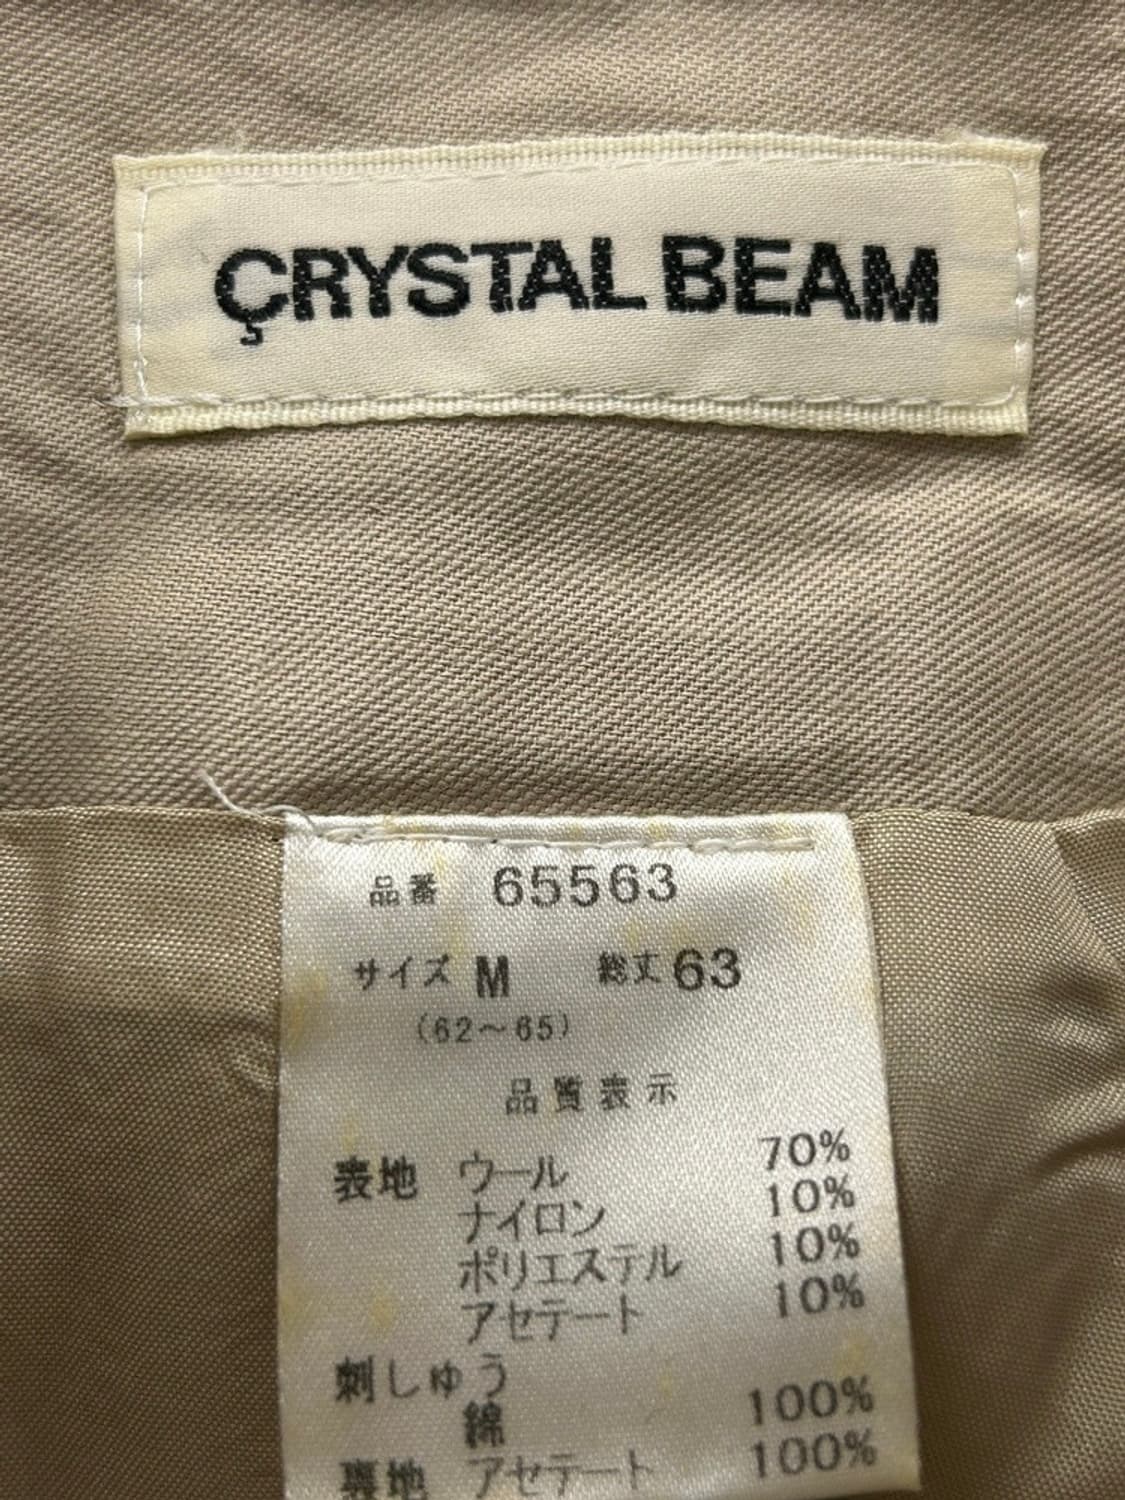 ÇRYSTAL BEAM
品番 65563
サイズ M 総丈63
(62～65)
品質表示
表地 ウール 70%
ナイロン 10%
ポリエステル 10%
アセテート 10%
刺しゅう
綿 100%
裏地 アセテート 100%